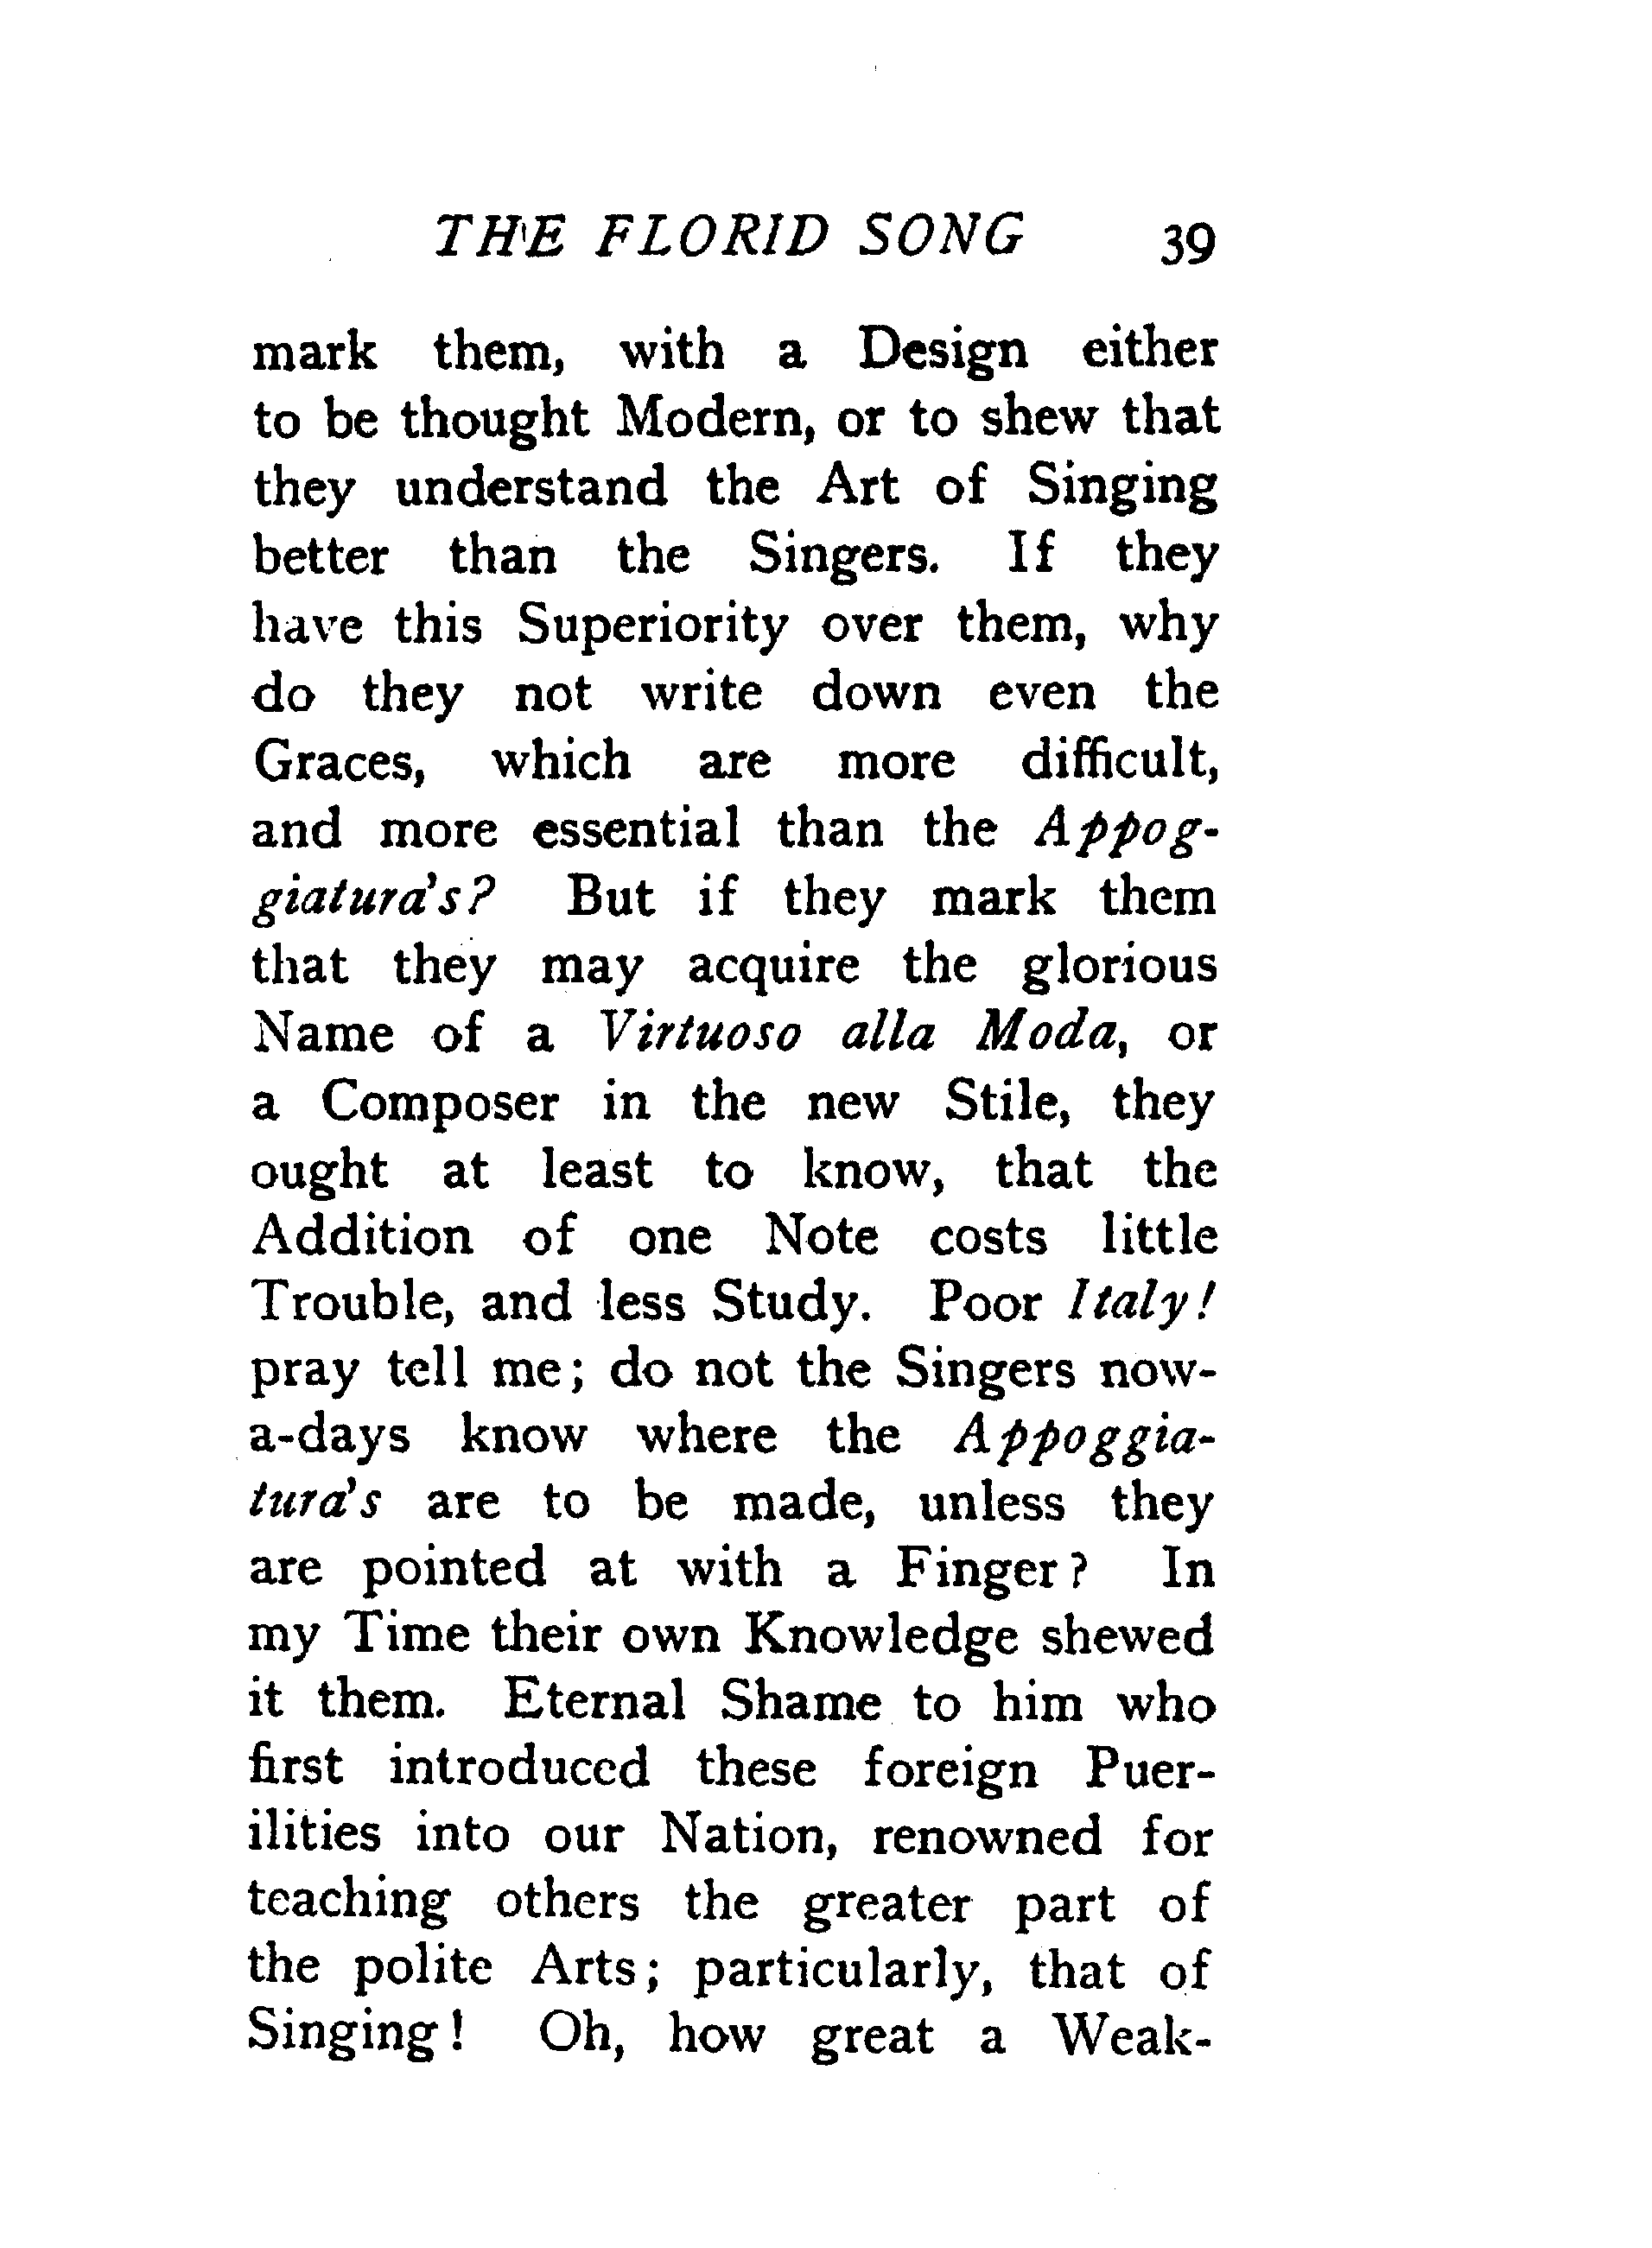 THE FLORID SONG 39
mark them, with a Design either
to be thought Modern, or to shew that
they understand the Art of Singing
better than the Singers. If they
have this Superiority over them, why
do they not write down even the
Graces, which are more difficult,
and more essential than the Appog-
giatura's? But if they mark them
that they may acquire the glorious
Name of a Virtuoso alla Moda, or
a Composer in the new Stile, they
ought at least to know, that the
Addition of one Note costs little
Trouble, and less Study. Poor Italy!
pray tell me; do not the Singers now-
a-days know where the Appoggia-
tura's are to be made, unless they
are pointed at with a Finger? In
my Time their own Knowledge shewed
it them. Eternal Shame to him who
first introduced these foreign Puer-
ilities into our Nation, renowned for
teaching others the greater part of
the polite Arts; particularly, that of
Singing! Oh, how great a Weak-